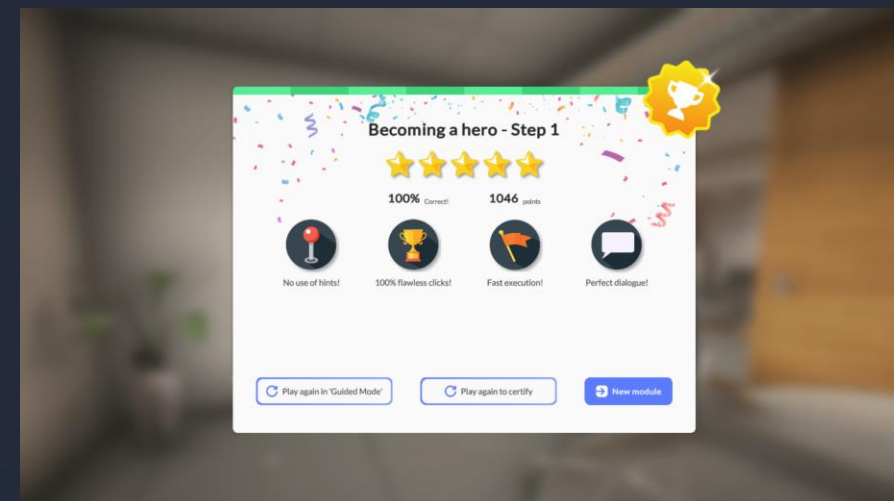 Becoming a hero - Step 1
100% Correct! 1046 points
No use of hints! 100% flawless clicks! Fast execution! Perfect dialogue!
Play again in 'Guided Mode' Play again to certify New module